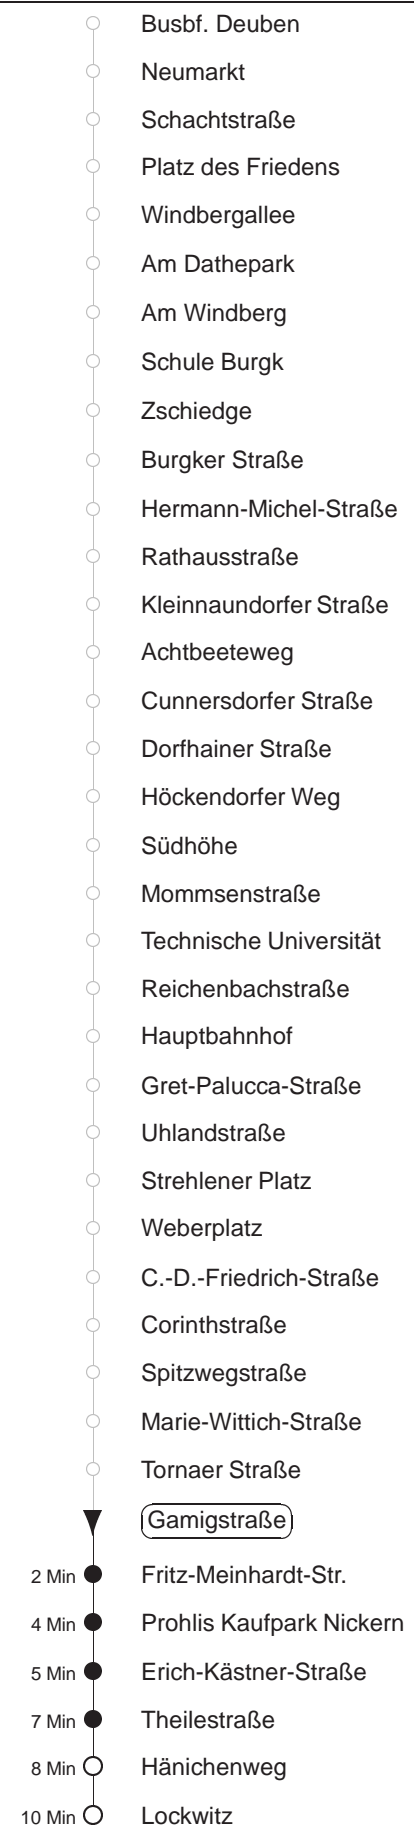 Busbf. Deuben
Neumarkt
Schachtstraße
Platz des Friedens
Windbergallee
Am Dathepark
Am Windberg
Schule Burgk
Zschiedge
Burgker Straße
Hermann-Michel-Straße
Rathausstraße
Kleinnaundorfer Straße
Achtbeeteweg
Cunnersdorfer Straße
Dorfhainer Straße
Höckendorfer Weg
Südhöhe
Mommsenstraße
Technische Universität
Reichenbachstraße
Hauptbahnhof
Gret-Palucca-Straße
Uhlandstraße
Strehlener Platz
Weberplatz
C.-D.-Friedrich-Straße
Corinthstraße
Spitzwegstraße
Marie-Wittich-Straße
Tornaer Straße
Gamigstraße
2 Min Fritz-Meinhardt-Str.
4 Min Prohlis Kaufpark Nickern
5 Min Erich-Kästner-Straße
7 Min Theilestraße
8 Min Hänichenweg
10 Min Lockwitz